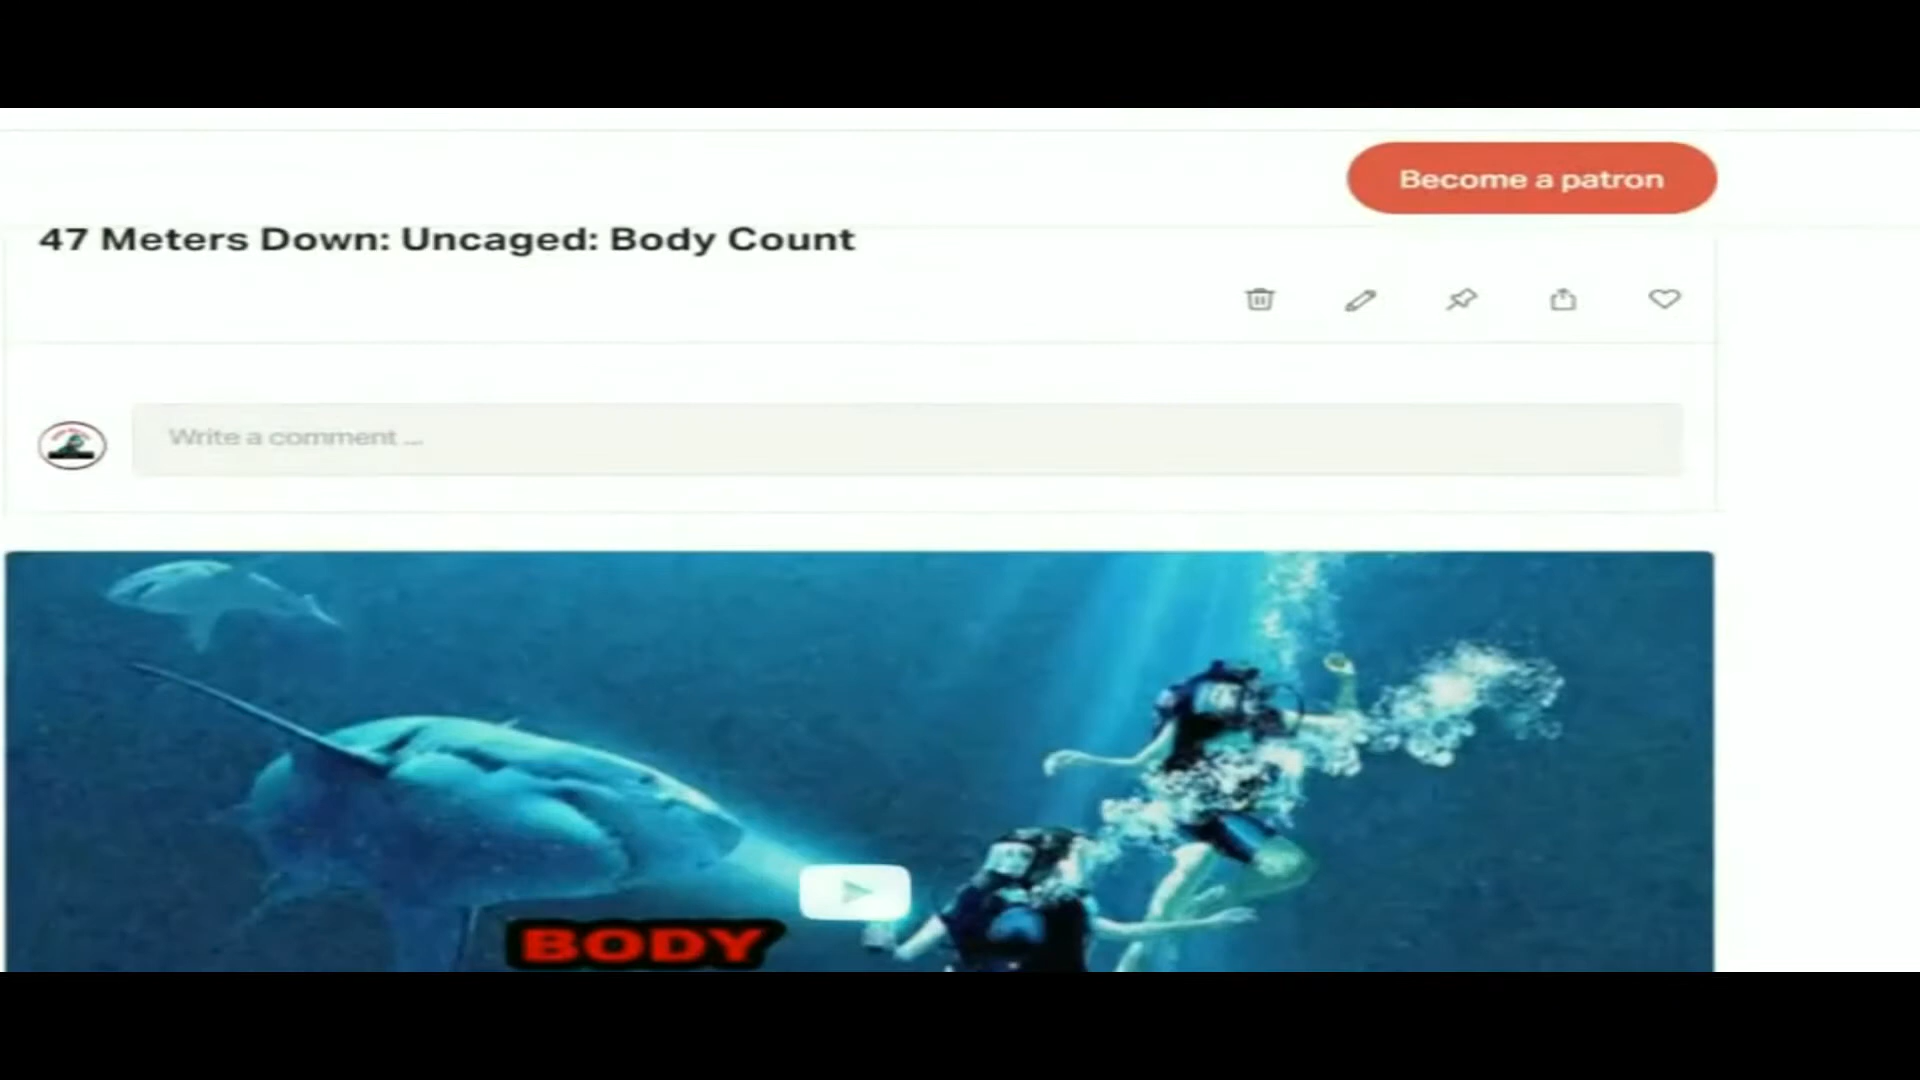 Become a patron
47 Meters Down: Uncaged: Body Count
Write a comment ...
BODY